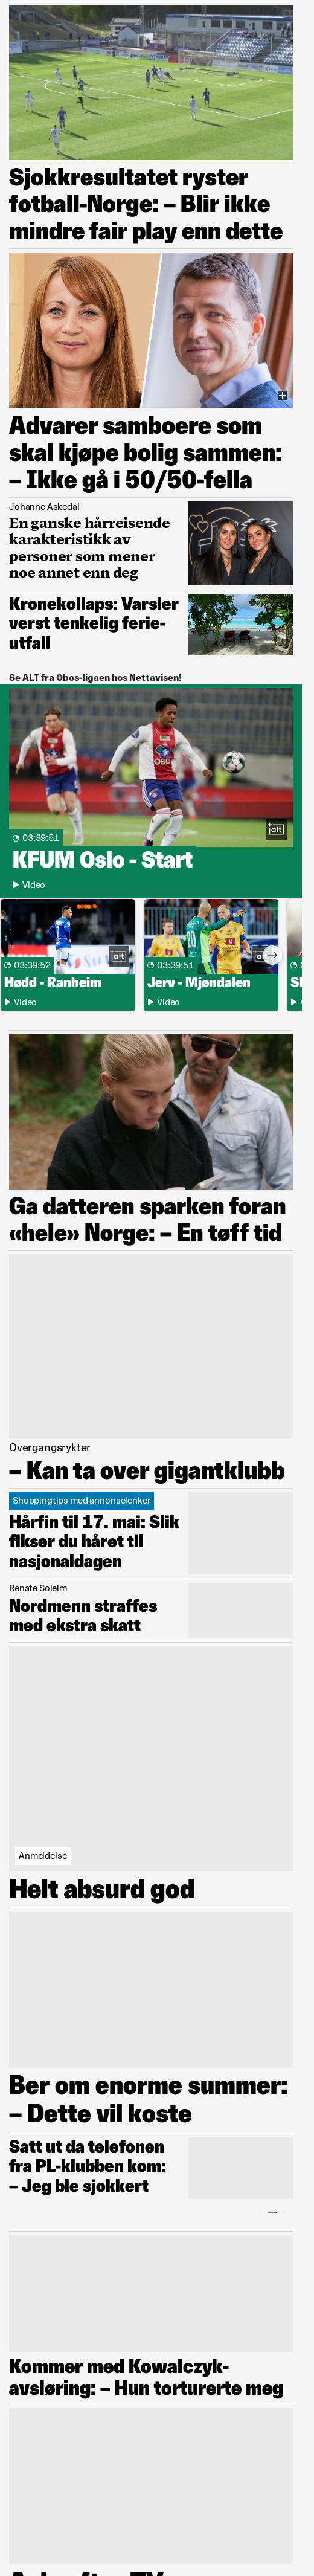 Sjokkresultatet ryster
fotball-Norge: – Blir ikke
mindre fair play enn dette
Advarer samboere som
skal kjøpe bolig sammen:
– Ikke gå i 50/50-fella
Johanne Askedal
En ganske hårreisende
karakteristikk av
personer som mener
noe annet enn deg
Kronekollaps: Varsler
verst tenkelig ferie-
utfall
Se ALT fra Obos-ligaen hos Nettavisen!
+alt
03:39:51
KFUM Oslo - Start
Video
+alt
03:39:52
Hødd - Ranheim
Video
03:39:51
Jerv - Mjøndalen
Video
Ga datteren sparken foran
«hele» Norge: – En tøff tid
Overgangsrykter
– Kan ta over gigantklubb
Shoppingtips med annonselenker
Hårfin til 17. mai: Slik
fikser du håret til
nasjonaldagen
Renate Soleim
Nordmenn straffes
med ekstra skatt
Anmeldelse
Helt absurd god
Ber om enorme summer:
– Dette vil koste
Satt ut da telefonen
fra PL-klubben kom:
– Jeg ble sjokkert
Kommer med Kowalczyk-
avsløring: – Hun torturerte meg